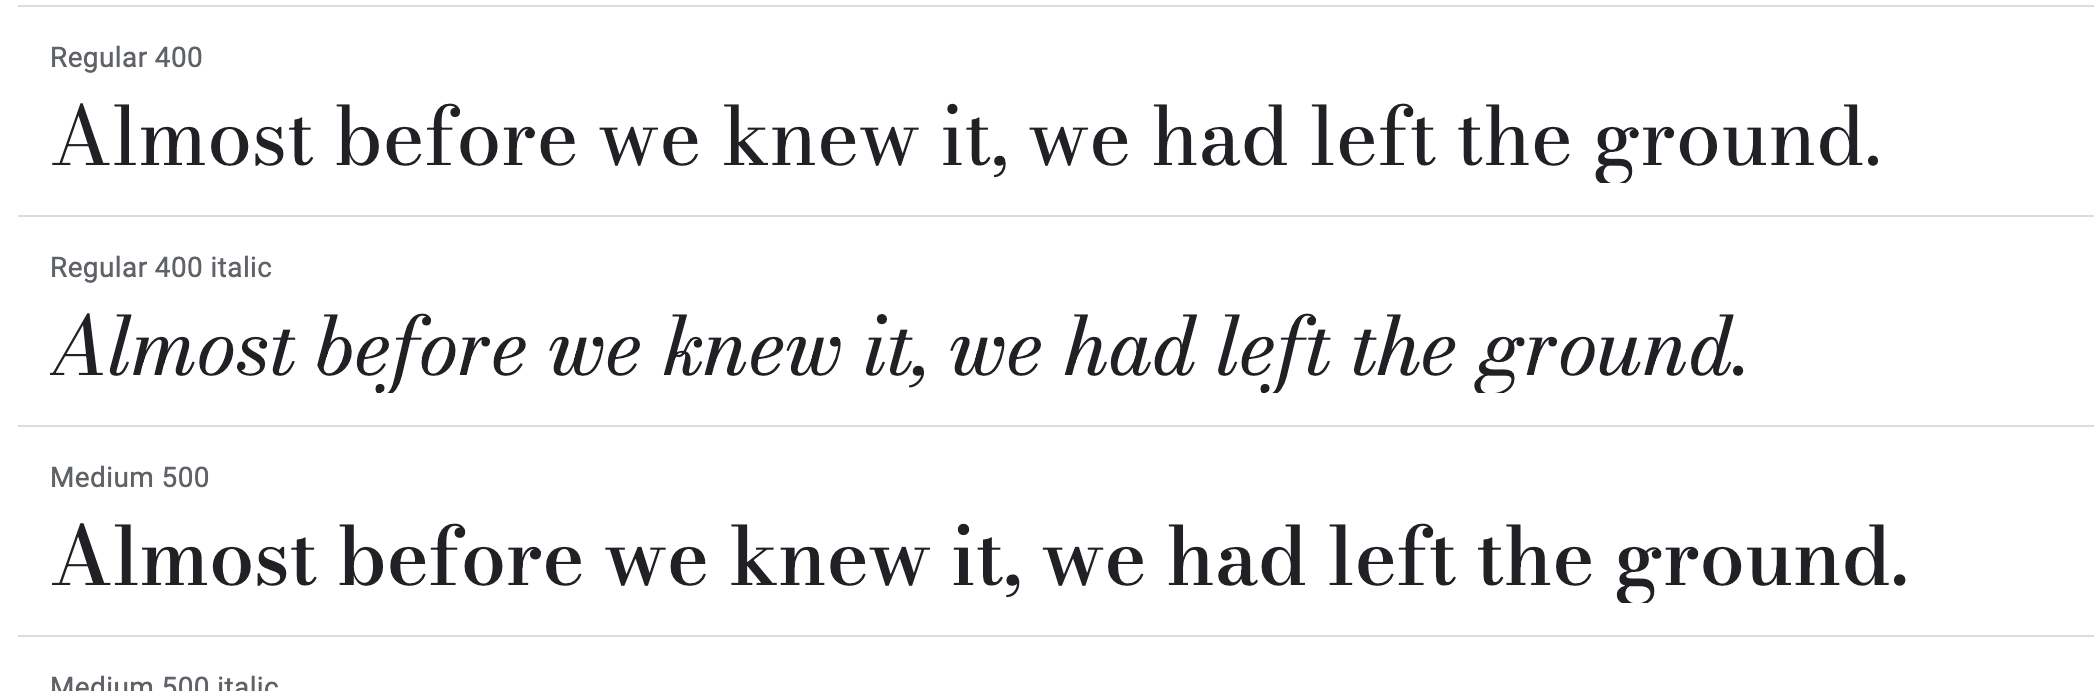 Regular 400
Almost before we knew it, we had left the ground.
Regular 400 italic
Almost before we knew it, we had left the ground.
Medium 500
Almost before we knew it, we had left the ground.
Medium 500 italic